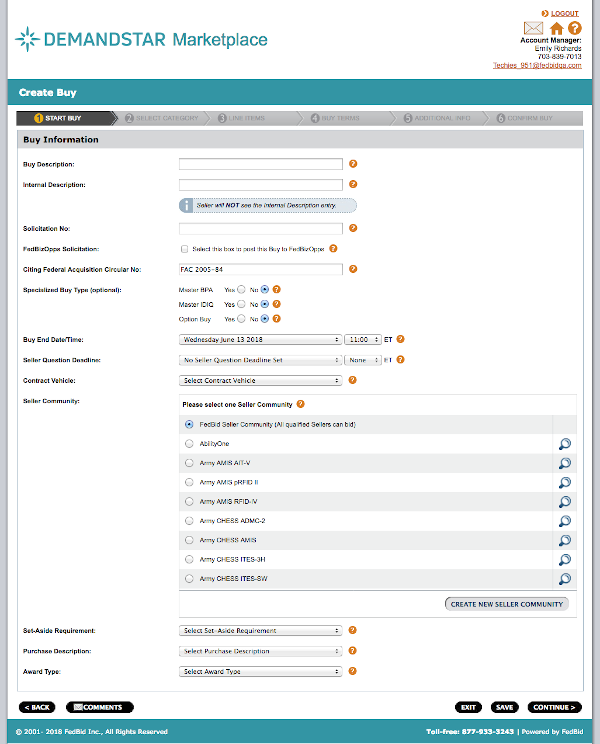 LOGOUT
DEMANDSTAR Marketplace
Account Manager:
Emily Richards
703-839-7013
Techies_951@fedbidqa.com
Create Buy
1 START BUY 2 SELECT CATEGORY 3 LINE ITEMS 4 BUY TERMS 5 ADDITIONAL INFO 6 CONFIRM BUY
Buy Information
Buy Description: ?
Internal Description: ?
i Seller will NOT see the Internal Description entry.
Solicitation No: ?
FedBizOpps Solicitation: Select this box to post this Buy to FedBizOpps ?
Citing Federal Acquisition Circular No: FAC 2005-84 ?
Specialized Buy Type (optional): Master BPA Yes No ?
Master IDIQ Yes No ?
Option Buy Yes No ?
Buy End Date/Time: Wednesday June 13 2018 11:00 ET ?
Seller Question Deadline: No Seller Question Deadline Set None ET ?
Contract Vehicle: Select Contract Vehicle ?
Seller Community: Please select one Seller Community ?
FedBid Seller Community (All qualified Sellers can bid)
AbilityOne
Army AMIS AIT-V
Army AMIS pRFID II
Army AMIS RFID-IV
Army CHESS ADMC-2
Army CHESS AMIS
Army CHESS ITES-3H
Army CHESS ITES-SW
CREATE NEW SELLER COMMUNITY
Set-Aside Requirement: Select Set-Aside Requirement ?
Purchase Description: Select Purchase Description ?
Award Type: Select Award Type ?
< BACK COMMENTS EXIT SAVE CONTINUE >
© 2001- 2018 FedBid Inc., All Rights Reserved Toll-free: 877-933-3243 | Powered by FedBid